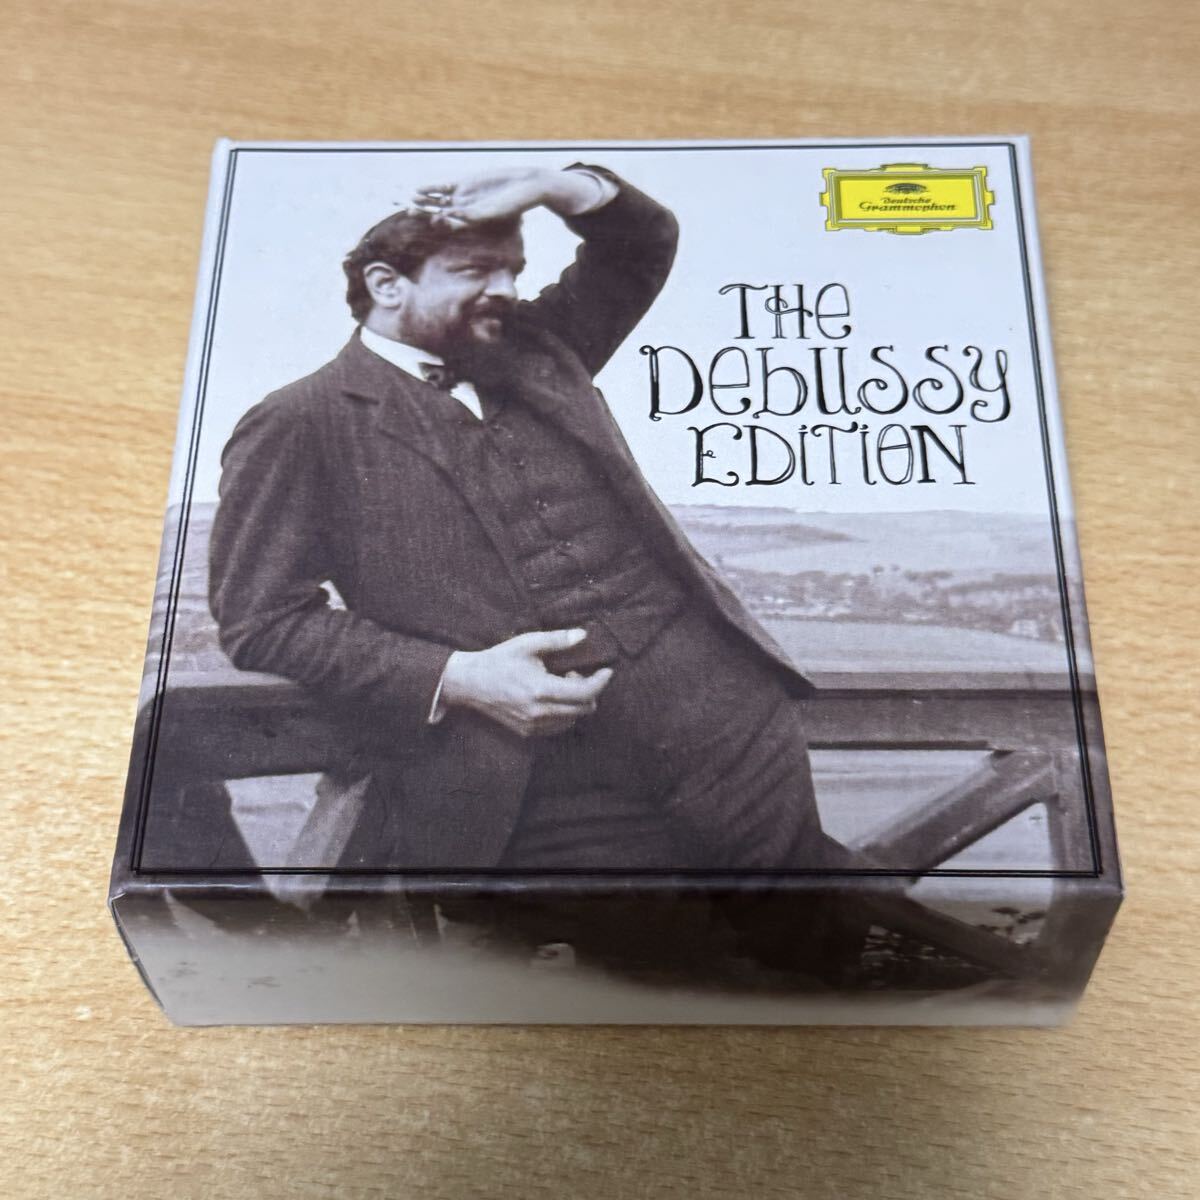 Deutsche
Grammophon
THe
DebUSSy
EDiTiON